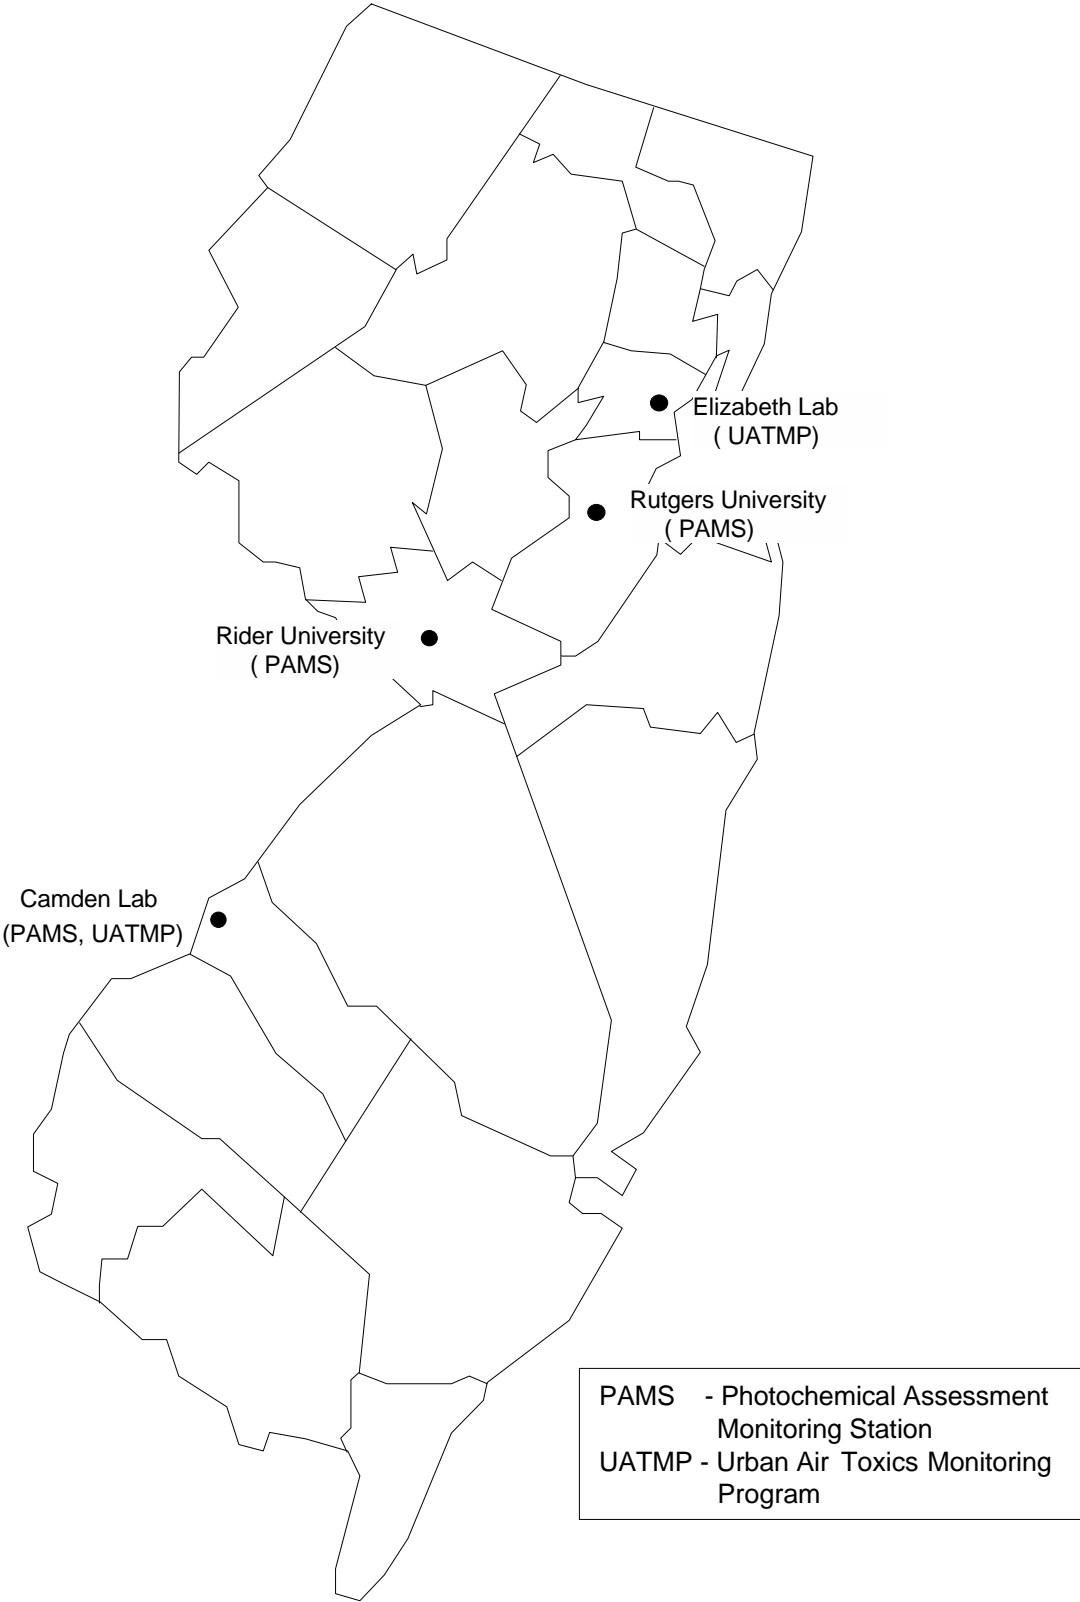 Elizabeth Lab
( UATMP)
Rutgers University
( PAMS)
Rider University
( PAMS)
Camden Lab
(PAMS, UATMP)
PAMS - Photochemical Assessment
Monitoring Station
UATMP - Urban Air Toxics Monitoring
Program